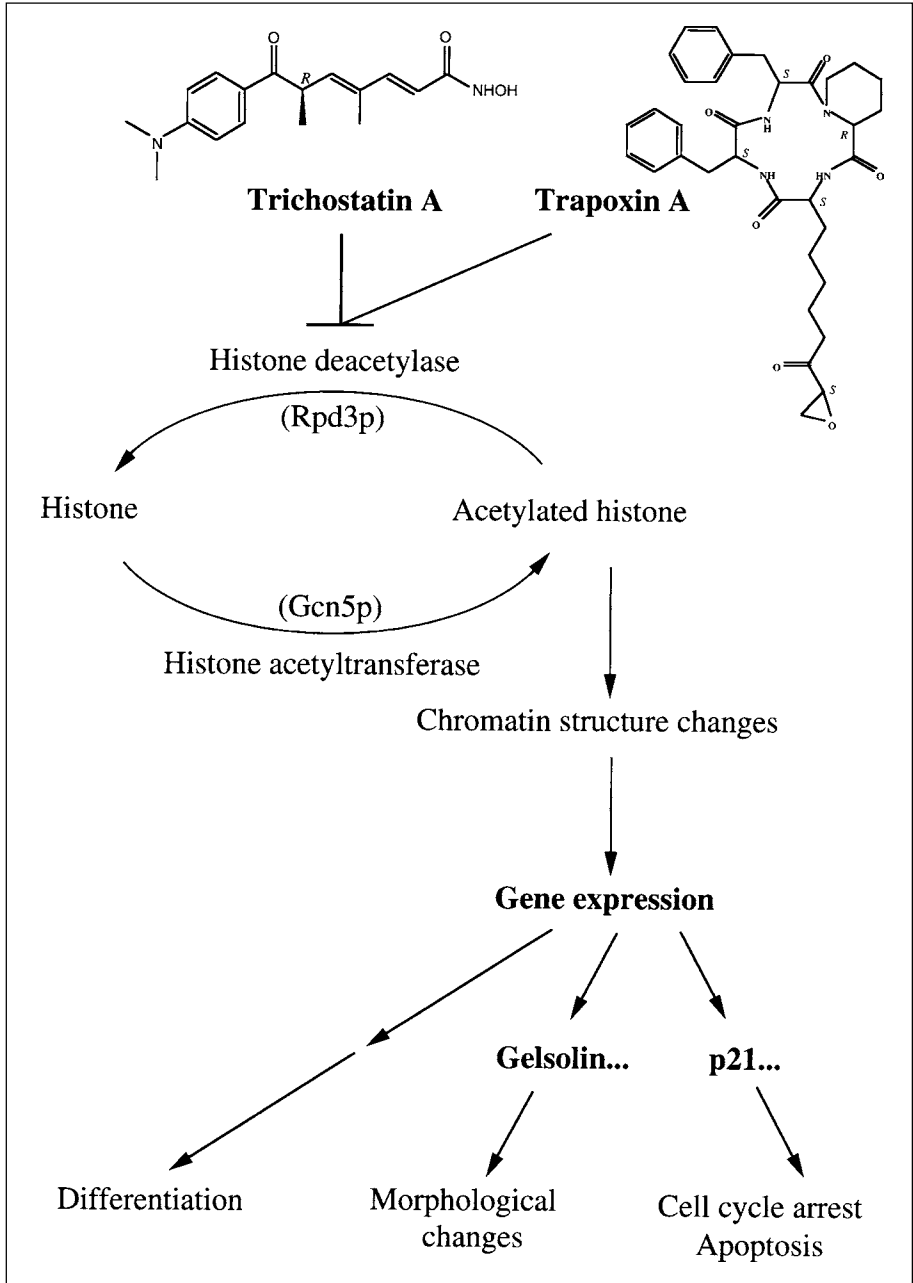 O
R
O
NHOH
N
Trichostatin A
S
O
N
R
O
N
H
S
NH
HN
O
O
S
O
S
O
Trapoxin A
Histone deacetylase
(Rpd3p)
Histone
Acetylated histone
(Gcn5p)
Histone acetyltransferase
Chromatin structure changes
Gene expression
Gelsolin...
p21...
Differentiation
Morphological
changes
Cell cycle arrest
Apoptosis